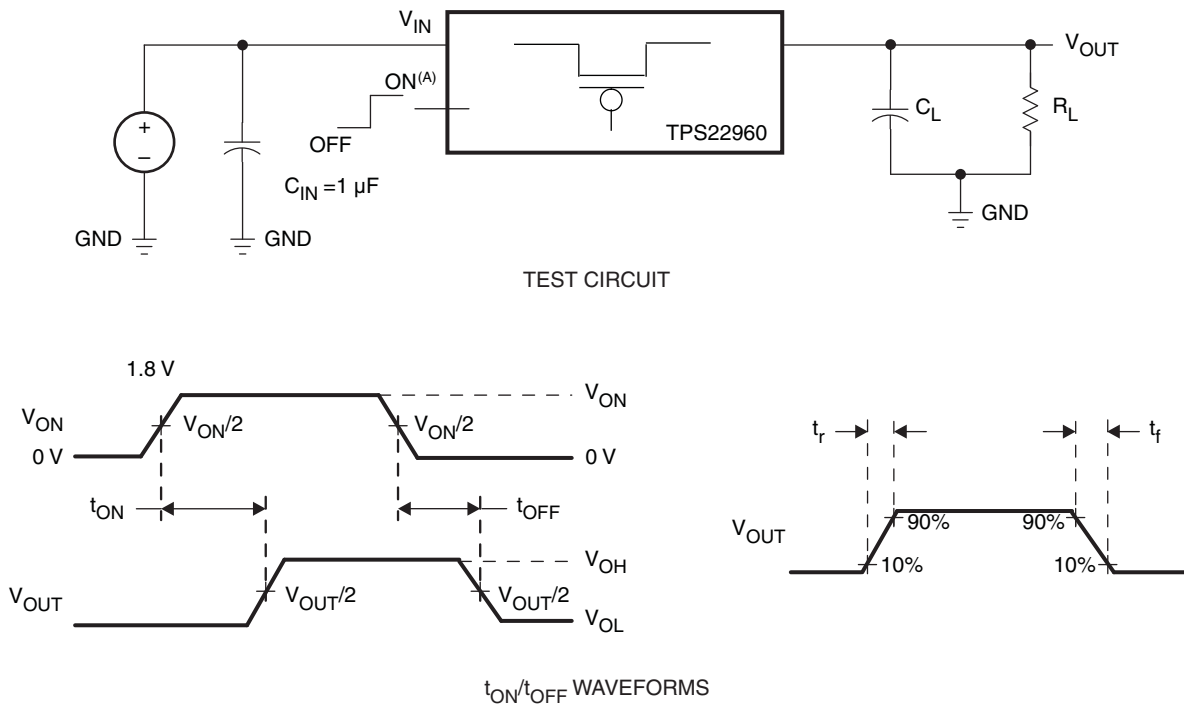 V_IN
V_OUT
ON(A)
+
–
OFF
TPS22960
C_L
R_L
C_IN =1 µF
GND
GND
GND
TEST CIRCUIT
1.8 V
V_ON
V_ON
V_ON/2
V_ON/2
0 V
0 V
t_r
t_f
t_ON
t_OFF
V_OUT
90%
90%
10%
10%
V_OH
V_OUT
V_OUT/2
V_OUT/2
V_OL
t_ON/t_OFF WAVEFORMS